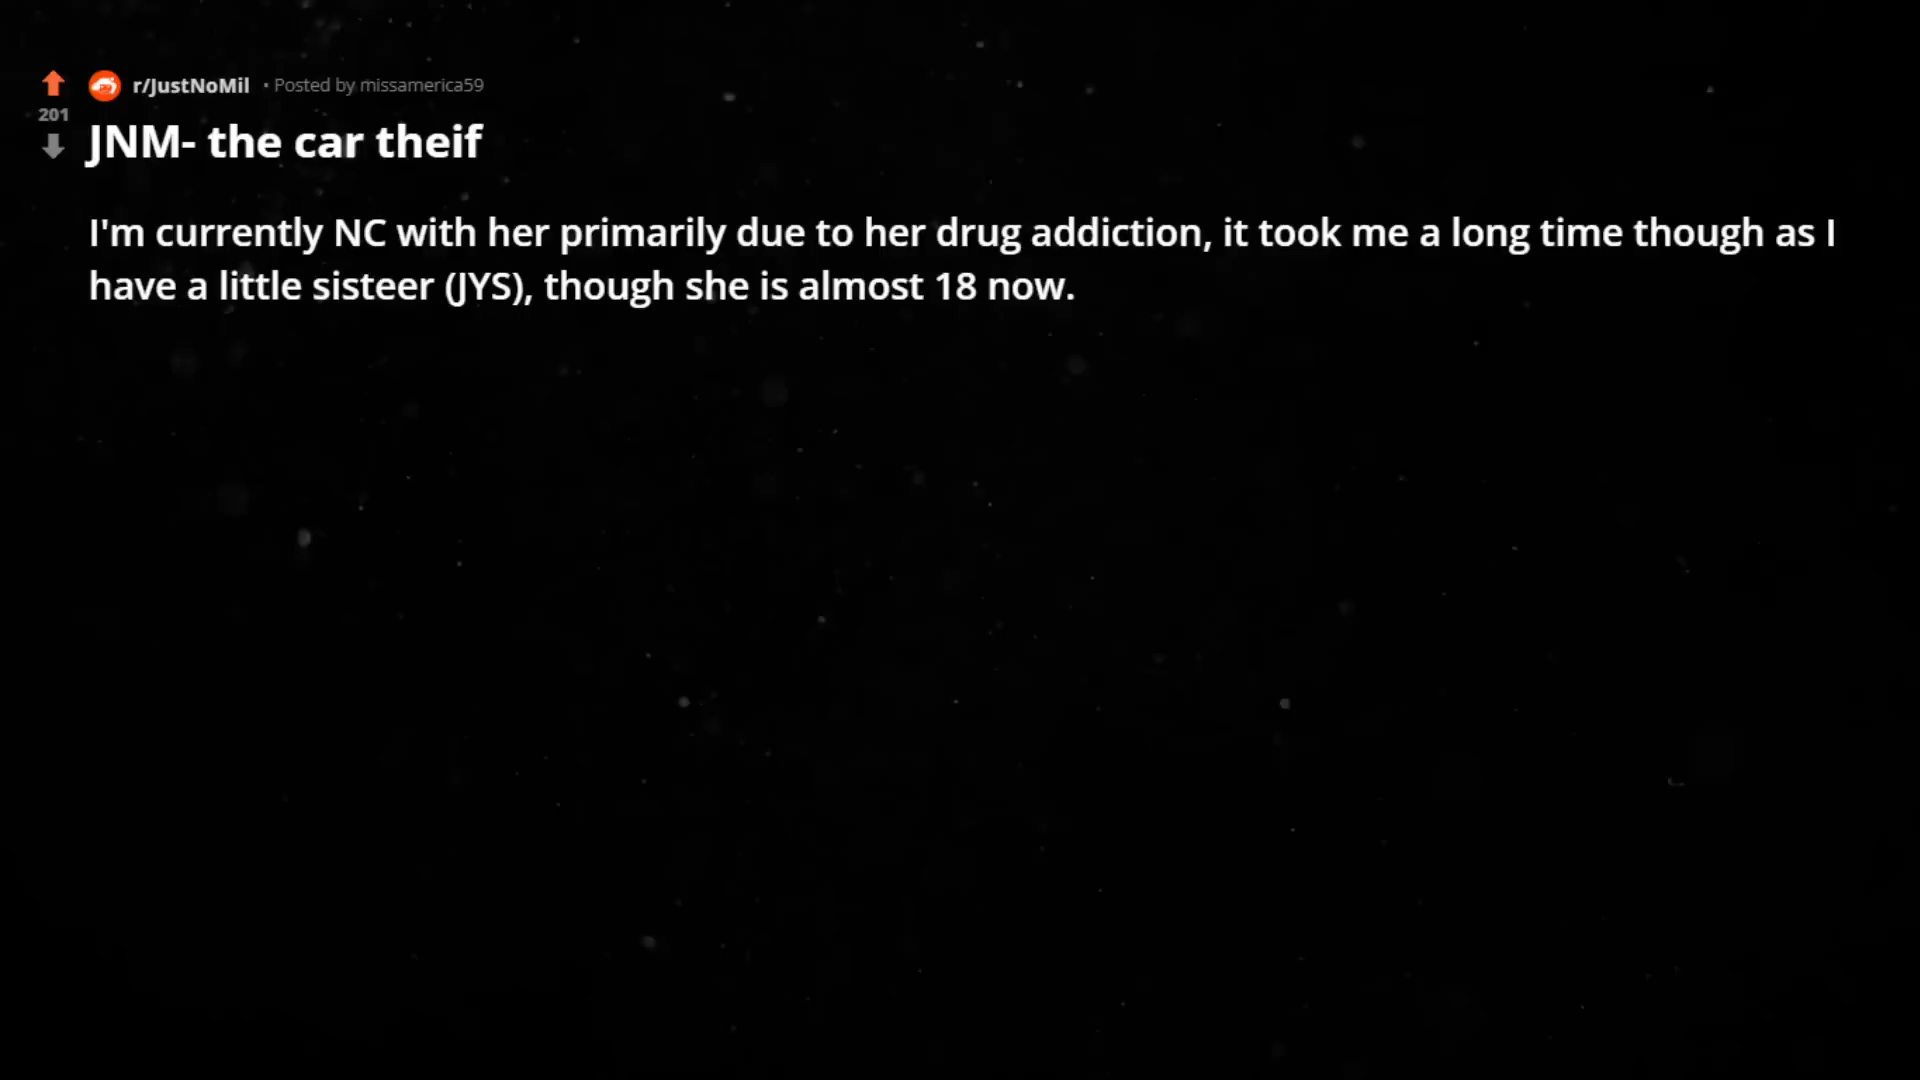 r/JustNoMil • Posted by missamerica59
201
JNM- the car theif
I'm currently NC with her primarily due to her drug addiction, it took me a long time though as I
have a little sisteer (JYS), though she is almost 18 now.